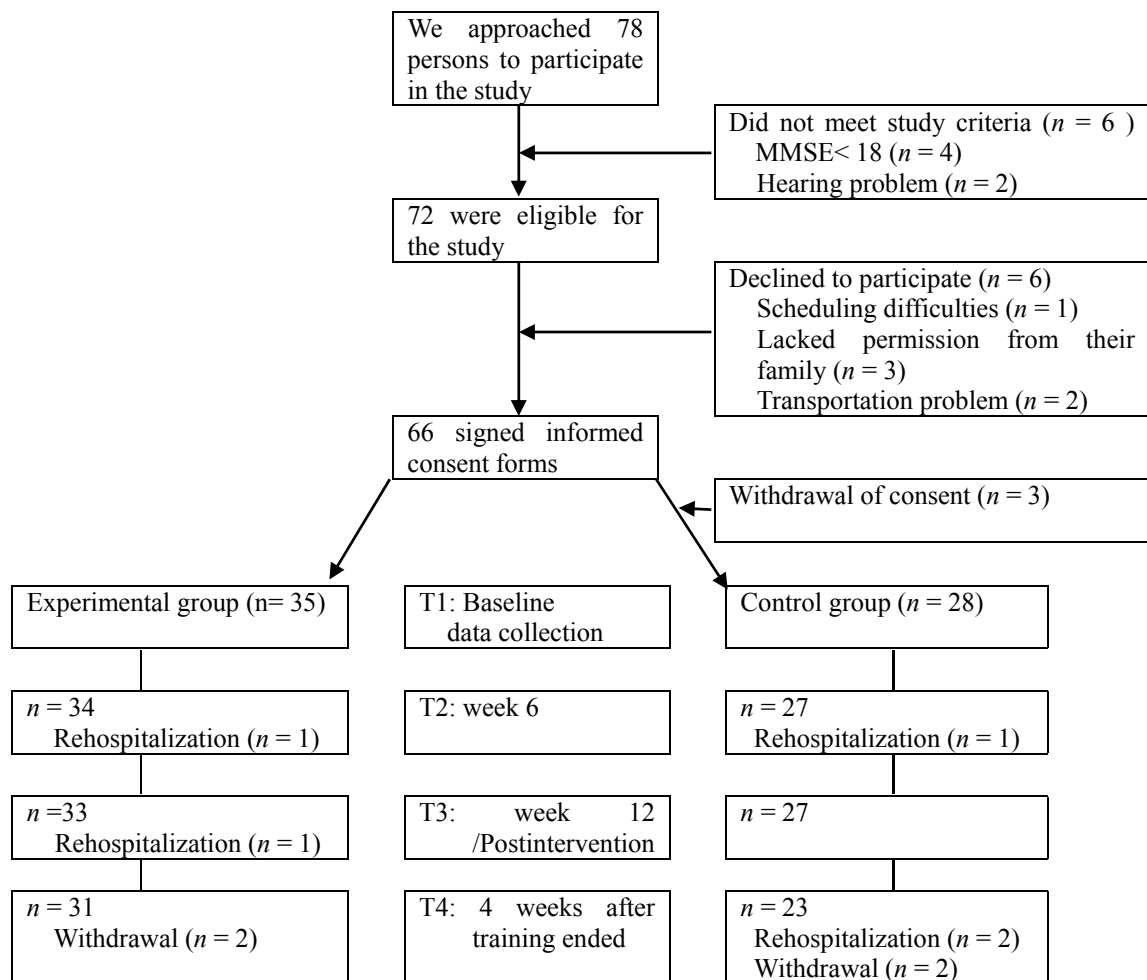 We approached 78
persons to participate
in the study
Did not meet study criteria (n = 6 )
MMSE< 18 (n = 4)
Hearing problem (n = 2)
72 were eligible for
the study
Declined to participate (n = 6)
Scheduling difficulties (n = 1)
Lacked permission from their
family (n = 3)
Transportation problem (n = 2)
66 signed informed
consent forms
Withdrawal of consent (n = 3)
Experimental group (n= 35)
T1: Baseline
data collection
Control group (n = 28)
n = 34
Rehospitalization (n = 1)
T2: week 6
n = 27
Rehospitalization (n = 1)
n =33
Rehospitalization (n = 1)
T3: week 12
/Postintervention
n = 27
n = 31
Withdrawal (n = 2)
T4: 4 weeks after
training ended
n = 23
Rehospitalization (n = 2)
Withdrawal (n = 2)